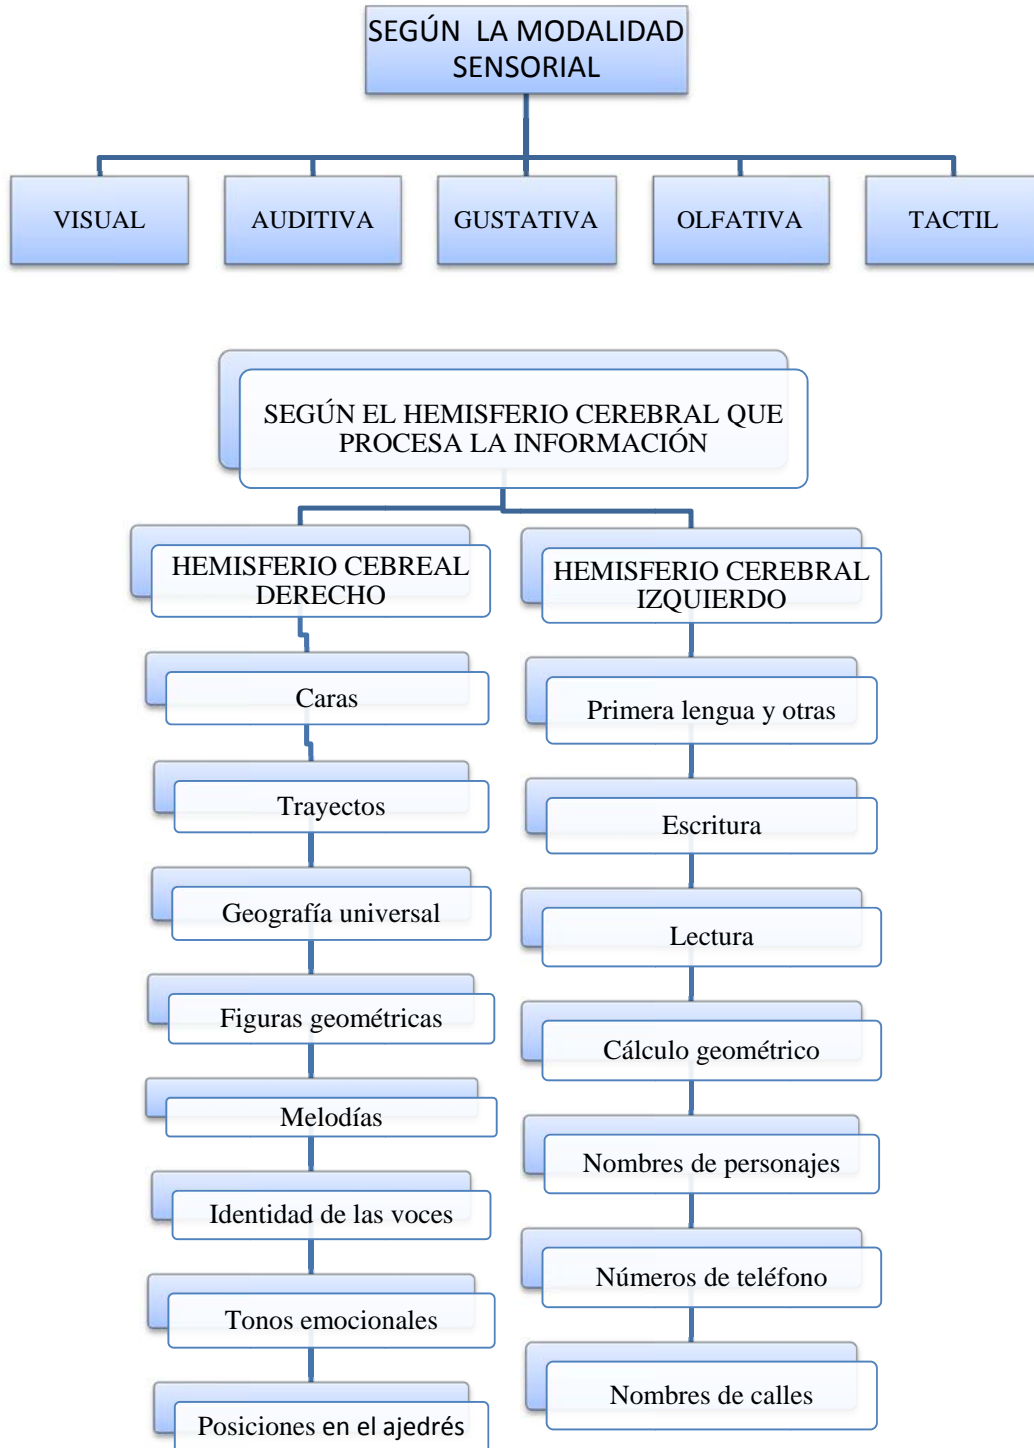 SEGÚN LA MODALIDAD
SENSORIAL
VISUAL
AUDITIVA
GUSTATIVA
OLFATIVA
TACTIL
SEGÚN EL HEMISFERIO CEREBRAL QUE
PROCESA LA INFORMACIÓN
HEMISFERIO CEBREAL
DERECHO
Caras
Trayectos
Geografía universal
Figuras geométricas
Melodías
Identidad de las voces
Tonos emocionales
Posiciones en el ajedrés
HEMISFERIO CEREBRAL
IZQUIERDO
Primera lengua y otras
Escritura
Lectura
Cálculo geométrico
Nombres de personajes
Números de teléfono
Nombres de calles